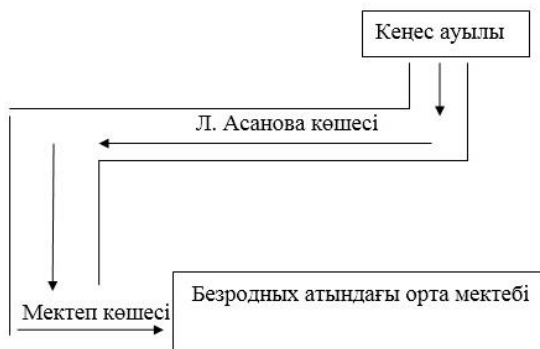 Кеңес ауылы
Л. Асанова көшесі
Безродных атындағы орта мектебі
Мектеп көшесі